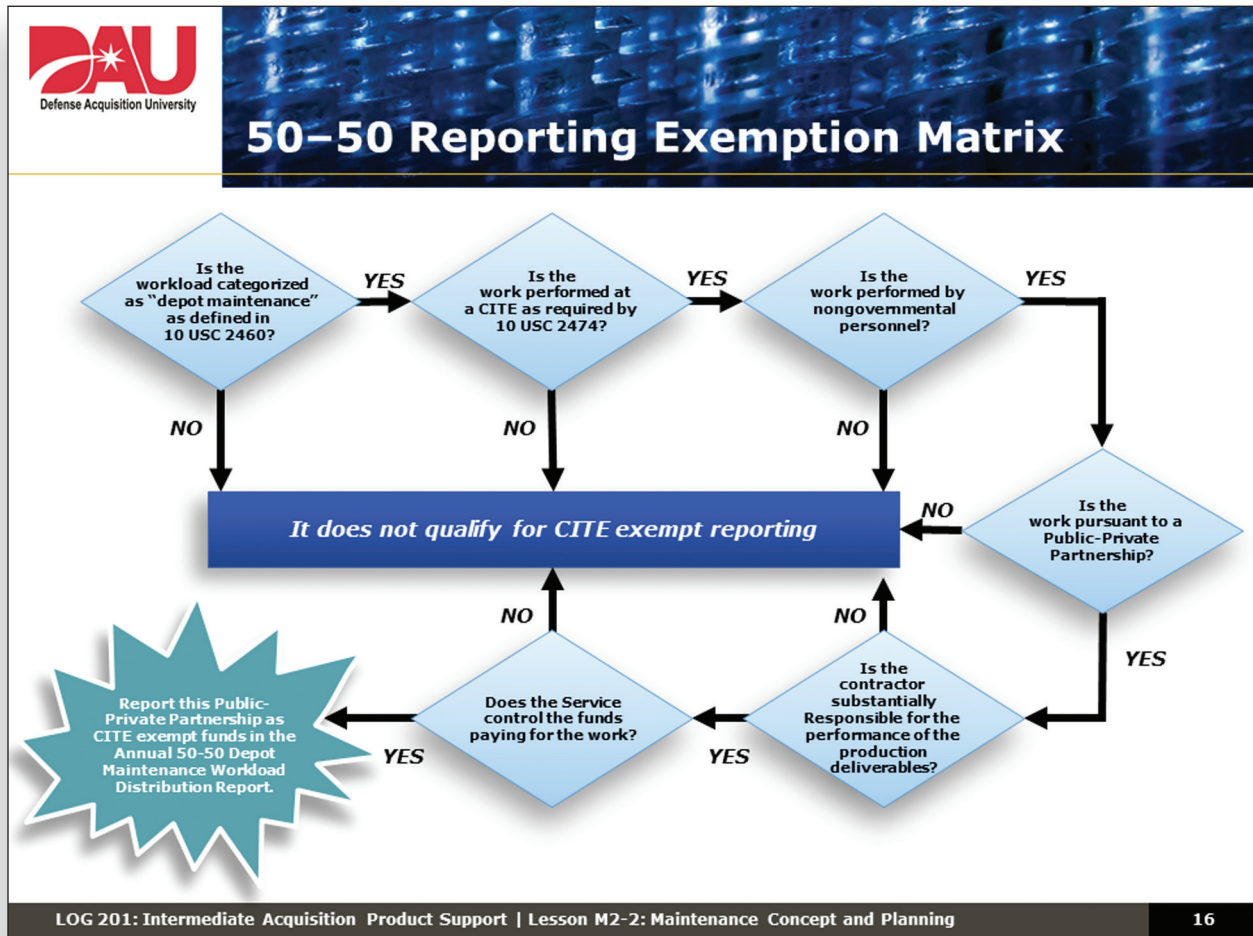 DAU
Defense Acquisition University
50–50 Reporting Exemption Matrix
Is the
workload categorized
as “depot maintenance”
as defined in
10 USC 2460?
YES
Is the
work performed at
a CITE as required by
10 USC 2474?
YES
Is the
work performed by
nongovernmental
personnel?
YES
NO
NO
NO
It does not qualify for CITE exempt reporting
NO
Is the
work pursuant to a
Public-Private
Partnership?
YES
NO
NO
Is the
contractor
substantially
Responsible for the
performance of the
production
deliverables?
YES
Does the Service
control the funds
paying for the work?
YES
Report this Public-
Private Partnership as
CITE exempt funds in the
Annual 50-50 Depot
Maintenance Workload
Distribution Report.
LOG 201: Intermediate Acquisition Product Support | Lesson M2-2: Maintenance Concept and Planning
16